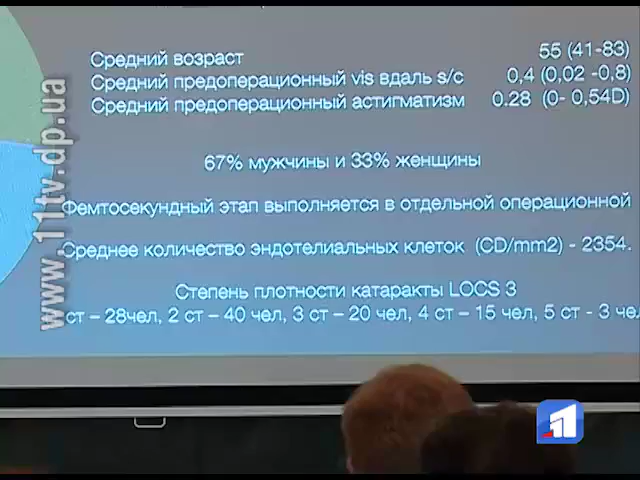 Средний возраст 55 (41-83)
Средний предоперационный vis вдаль s/c 0,4 (0,02 -0,8)
Средний предоперационный астигматизм 0.28 (0- 0,54D)
67% мужчины и 33% женщины
Фемтосекундный этап выполняется в отдельной операционной
Среднее количество эндотелиальных клеток (CD/mm2) - 2354.
Степень плотности катаракты LOCS 3
ст – 28чел, 2 ст – 40 чел, 3 ст – 20 чел, 4 ст – 15 чел, 5 ст - 3 чел
www.11tv.dp.ua
1